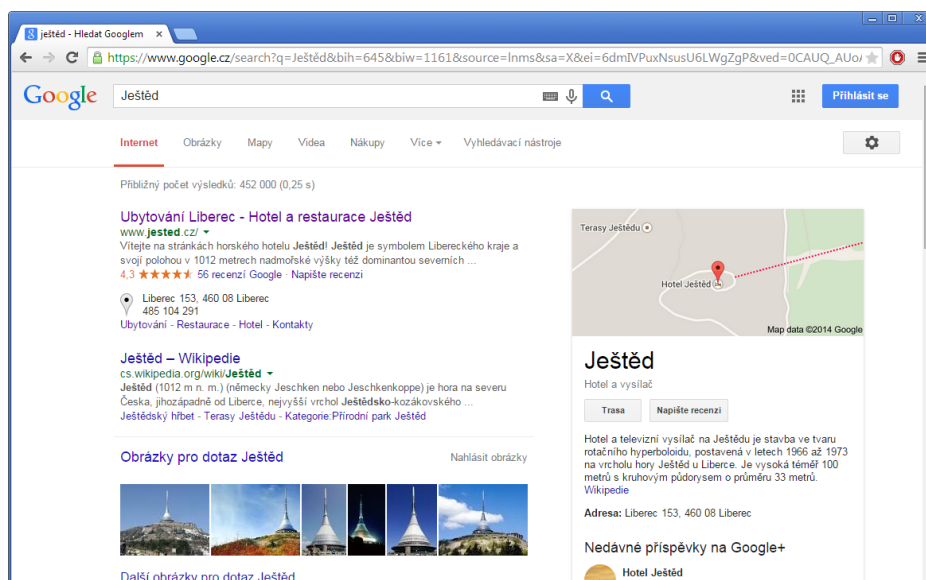 ještěd - Hledat Googlem
https://www.google.cz/search?q=Ještěd&bih=645&biw=1161&source=lnms&sa=X&ei=6dmIVPuxNsusU6LWgZgP&ved=0CAUQ_AUo
Google
Ještěd
Přihlásit se
Internet Obrázky Mapy Videa Nákupy Více Vyhledávací nástroje
Přibližný počet výsledků: 452 000 (0,25 s)
Ubytování Liberec - Hotel a restaurace Ještěd
www.jested.cz/
Vítejte na stránkách horského hotelu Ještěd! Ještěd je symbolem Libereckého kraje a
svojí polohou v 1012 metrech nadmořské výšky též dominantou severních ...
4,3 56 recenzí Google · Napište recenzi
Liberec 153, 460 08 Liberec
485 104 291
Ubytování - Restaurace - Hotel - Kontakty
Ještěd – Wikipedie
cs.wikipedia.org/wiki/Ještěd
Ještěd (1012 m n. m.) (německy Jeschken nebo Jeschkenkoppe) je hora na severu
Česka, jihozápadně od Liberce, nejvyšší vrchol Ještědsko-kozákovského ...
Ještědský hřbet - Terasy Ještědu - Kategorie:Přírodní park Ještěd
Obrázky pro dotaz Ještěd
Nahlásit obrázky
Další obrázky pro dotaz Ještěd
Terasy Ještědu
Hotel Ještěd
Map data ©2014 Google
Ještěd
Hotel a vysílač
Trasa Napište recenzi
Hotel a televizní vysílač na Ještědu je stavba ve tvaru
rotačního hyperboloidu, postavená v letech 1966 až 1973
na vrcholu hory Ještěd u Liberce. Je vysoká téměř 100
metrů s kruhovým půdorysem o průměru 33 metrů.
Wikipedie
Adresa: Liberec 153, 460 08 Liberec
Nedávné příspěvky na Google+
Hotel Ještěd